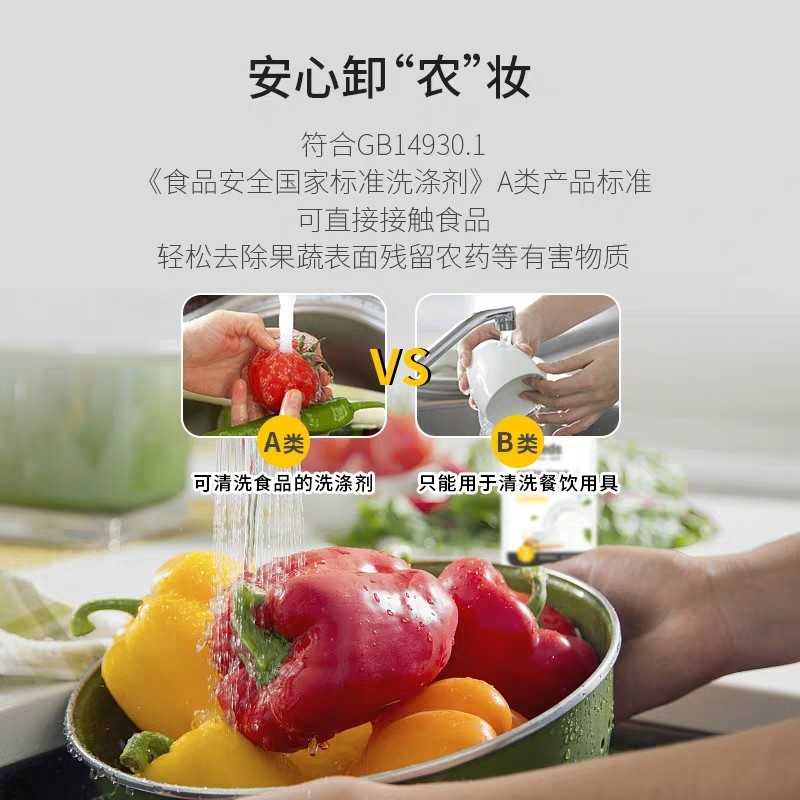 安心卸“农”妆
符合GB14930.1
《食品安全国家标准洗涤剂》A类产品标准
可直接接触食品
轻松去除果蔬表面残留农药等有害物质
VS
A类
B类
可清洗食品的洗涤剂
只能用于清洗餐饮用具